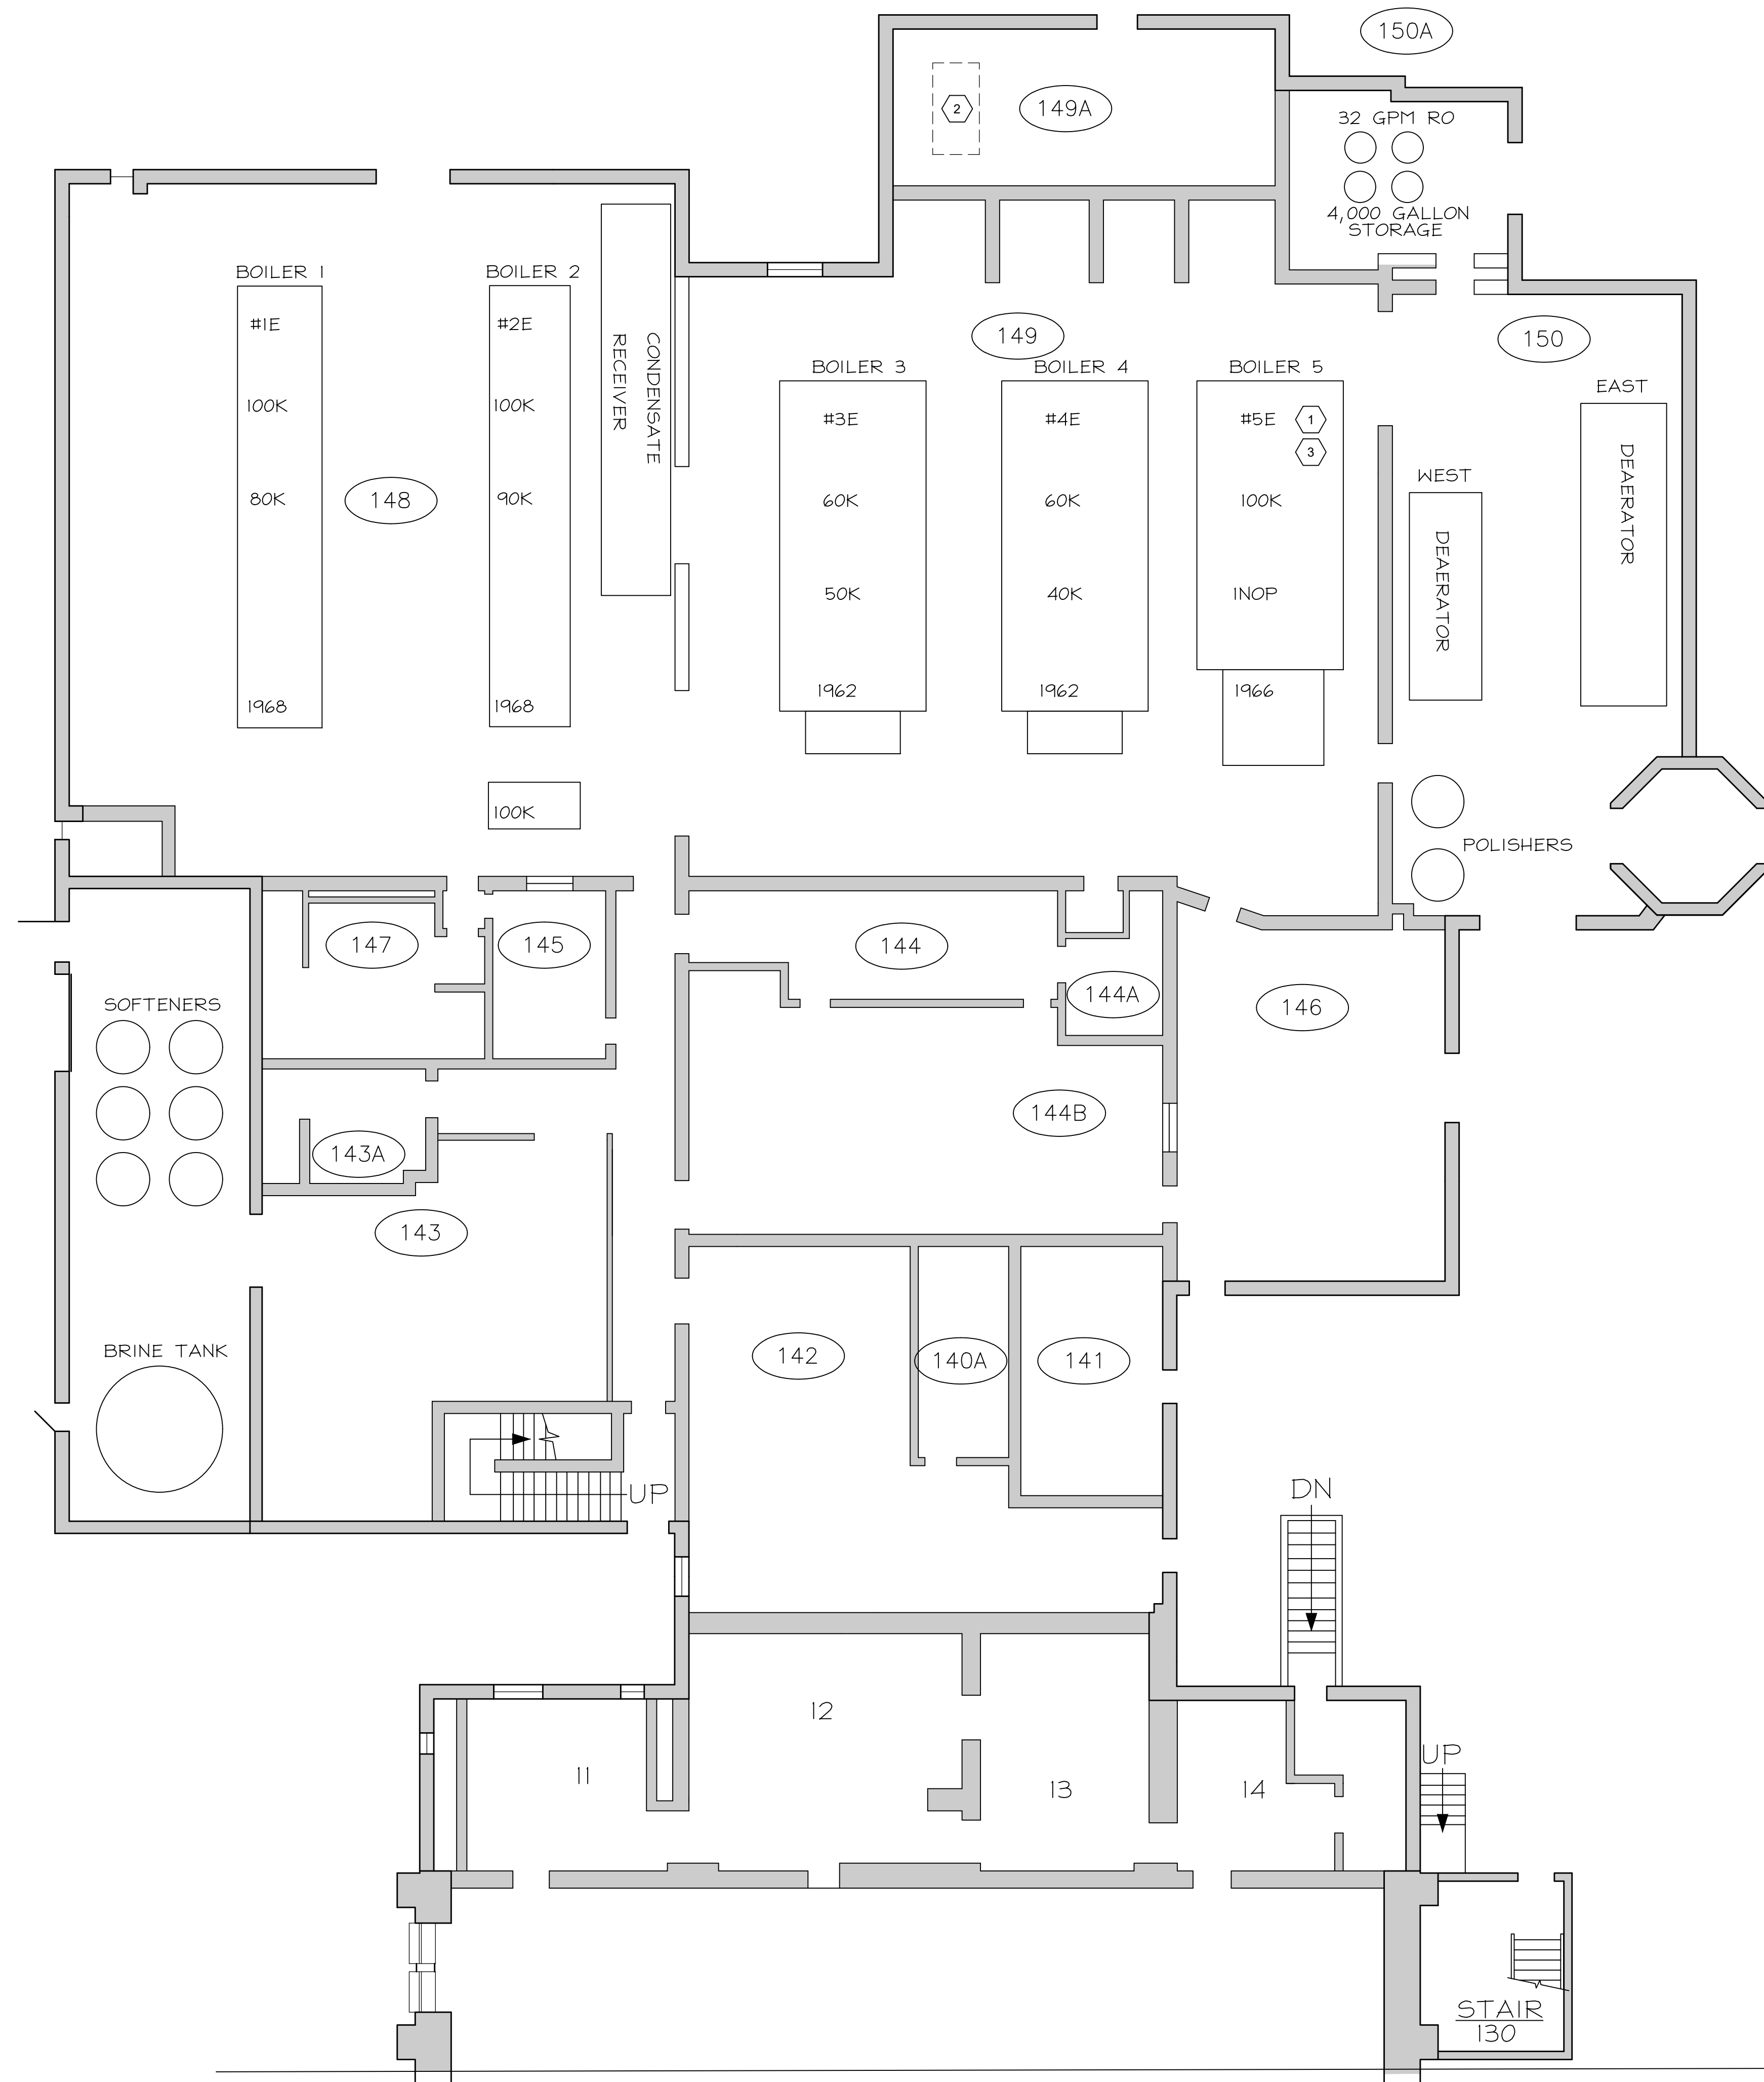 150A
2
149A
32 GPM RO
4,000 GALLON
STORAGE
BOILER 1
#1E
100K
80K
1968
148
BOILER 2
#2E
100K
90K
1968
100K
CONDENSATE
RECEIVER
149
BOILER 3
#3E
60K
50K
1962
BOILER 4
#4E
60K
40K
1962
BOILER 5
#5E
1
3
100K
INOP
1966
150
EAST
DEAERATOR
WEST
DEAERATOR
POLISHERS
147
145
144
144A
146
SOFTENERS
144B
143A
143
BRINE TANK
142
140A
141
UP
DN
12
11
13
14
UP
STAIR
130